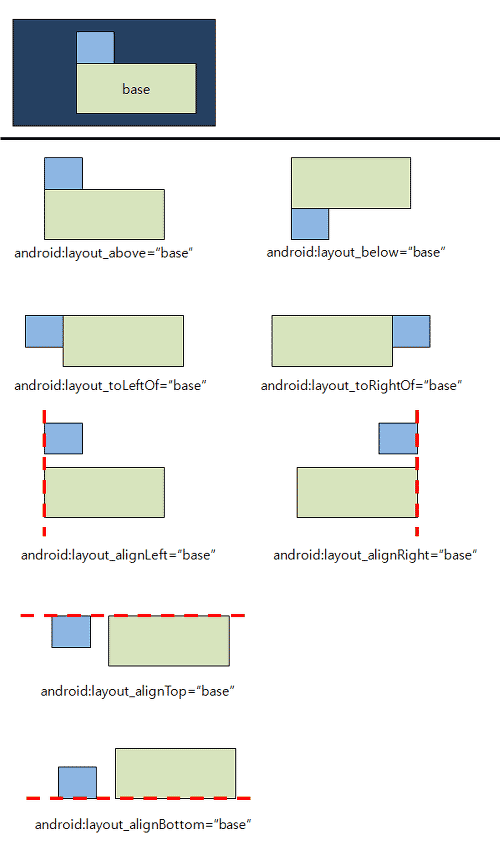 base
android:layout_above=“base”
android:layout_below=“base”
android:layout_toLeftOf=“base”
android:layout_toRightOf=“base”
android:layout_alignLeft=“base”
android:layout_alignRight=“base”
android:layout_alignTop=“base”
android:layout_alignBottom=“base”